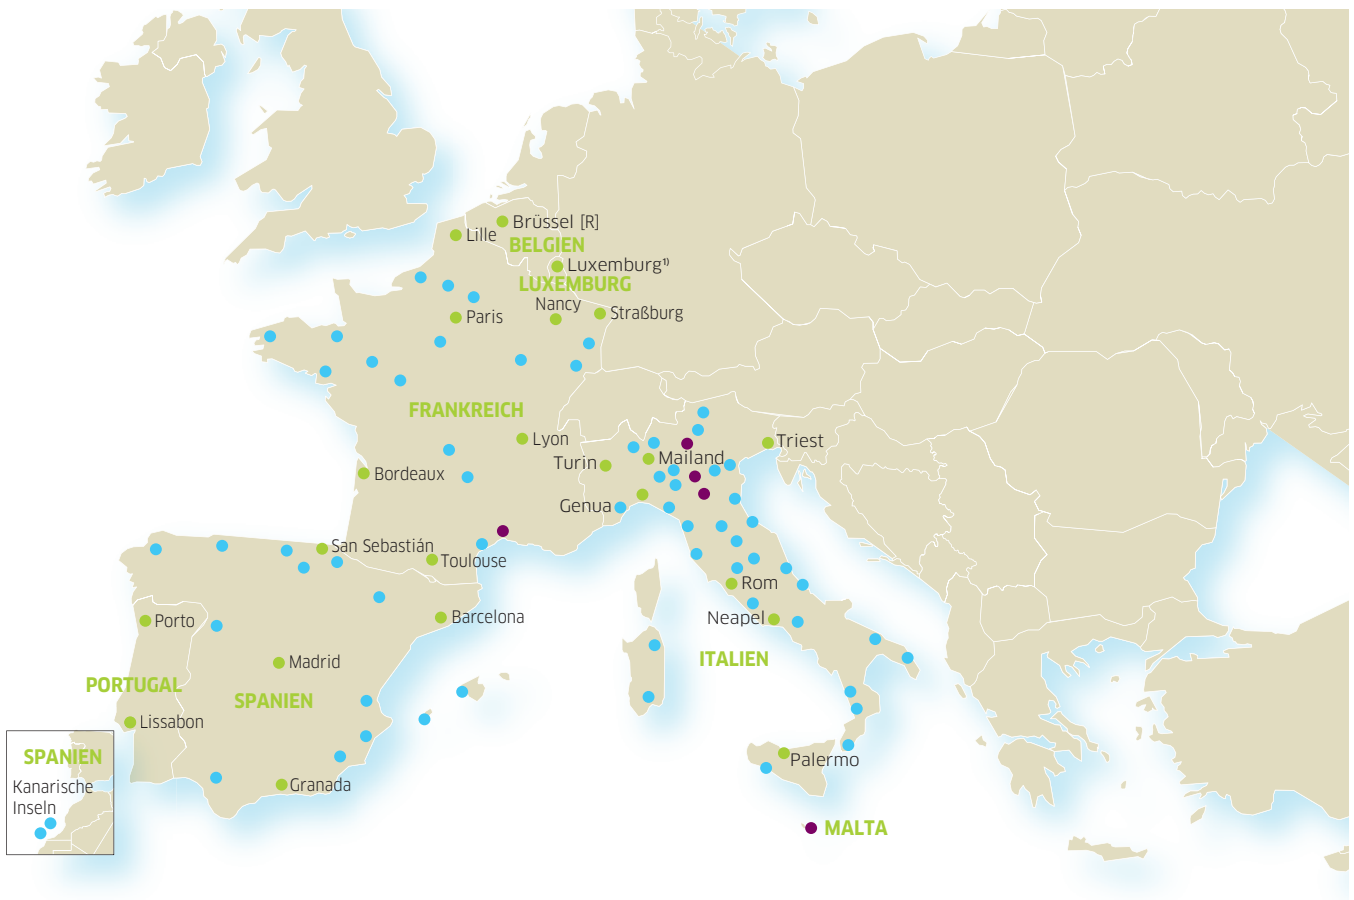 Brüssel [R]
Lille
BELGIEN
Luxemburg¹⁾
LUXEMBURG
Nancy
Paris
Straßburg
FRANKREICH
Lyon
Triest
Turin
Mailand
Bordeaux
Genua
San Sebastián
Toulouse
Rom
Porto
Barcelona
Neapel
Madrid
ITALIEN
PORTUGAL
SPANIEN
Lissabon
SPANIEN
Kanarische
Inseln
Granada
Palermo
MALTA